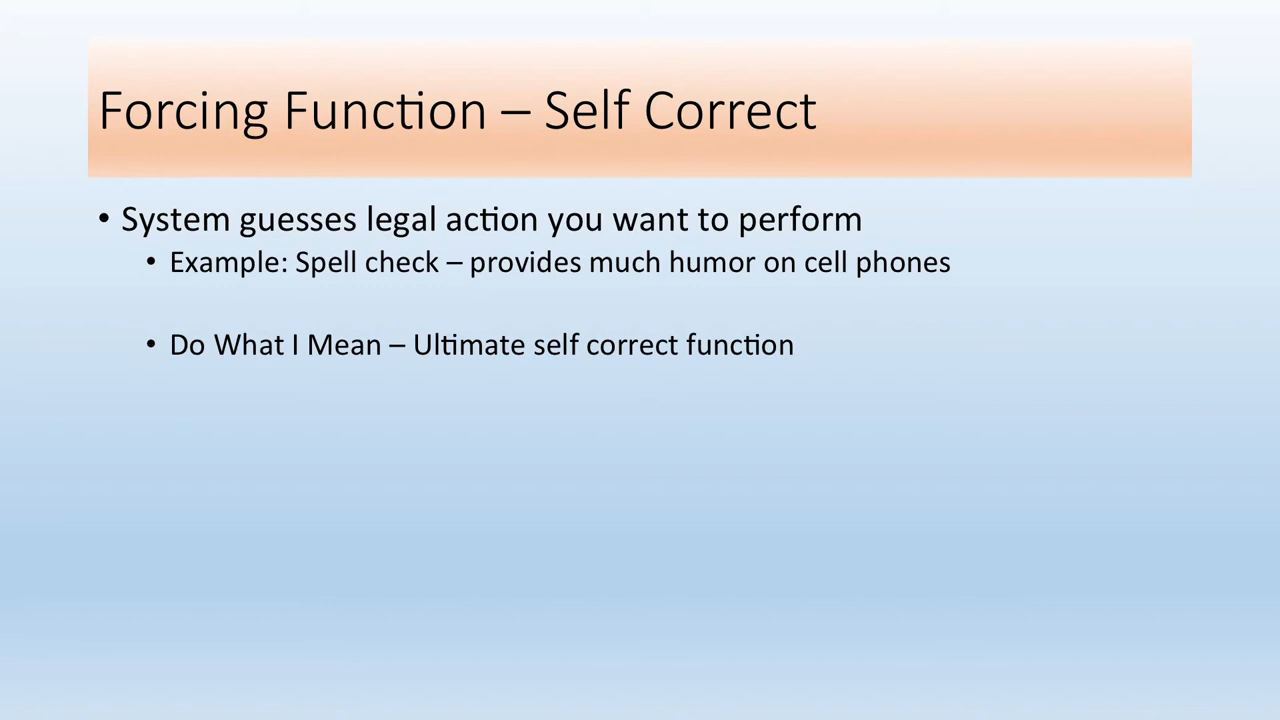 Forcing Function – Self Correct
• System guesses legal action you want to perform
• Example: Spell check – provides much humor on cell phones
• Do What I Mean – Ultimate self correct function